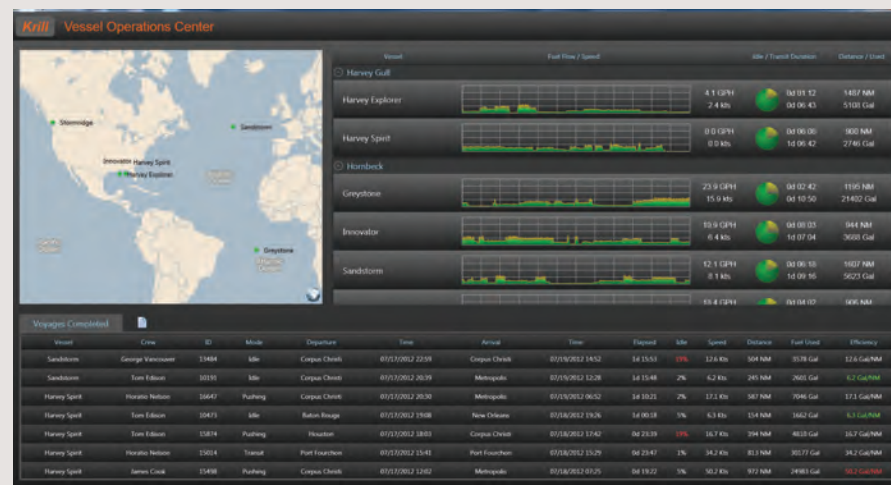 Krill Vessel Operations Center
Vessel Fuel Flow / Speed Idle / Transit Duration Distance / Used
Harvey Gulf
Harvey Explorer 4.1 GPH 0d 01:12 1487 NM
2.4 kts 0d 06:43 5108 Gal
Harvey Spirit 0.0 GPH 0d 06:06 900 NM
0.0 kts 1d 06:42 2746 Gal
Hornbeck
Greystone 23.9 GPH 0d 02:42 1195 NM
15.9 kts 0d 10:50 21402 Gal
Innovator 10.9 GPH 0d 08:03 944 NM
6.4 kts 1d 07:04 3688 Gal
Sandstorm 12.1 GPH 0d 06:18 1607 NM
8.1 kts 1d 09:16 5623 Gal
Stormridge
Sandstorm
Innovator Harvey Spirit
Harvey Explorer
Greystone
Voyages Completed
Vessel Crew ID Mode Departure Time Arrival Time Elapsed Idle Speed Distance Fuel Used Efficiency
Sandstorm George Vancouver 13484 Idle Corpus Christi 07/17/2012 22:59 Corpus Christi 07/19/2012 14:52 1d 15:53 19% 12.6 Kts 504 NM 3578 Gal 12.6 Gal/NM
Sandstorm Tom Edison 10191 Idle Corpus Christi 07/17/2012 20:39 Metropolis 07/19/2012 12:28 1d 15:48 2% 6.2 Kts 245 NM 2601 Gal 6.2 Gal/NM
Harvey Spirit Horatio Nelson 16647 Pushing Corpus Christi 07/17/2012 20:30 Metropolis 07/19/2012 06:52 1d 10:21 2% 17.1 Kts 587 NM 7046 Gal 17.1 Gal/NM
Harvey Spirit Tom Edison 10473 Idle Baton Rouge 07/17/2012 19:08 New Orleans 07/18/2012 19:26 1d 00:18 5% 6.3 Kts 154 NM 1662 Gal 6.3 Gal/NM
Harvey Spirit Tom Edison 15874 Pushing Houston 07/17/2012 18:03 Corpus Christi 07/18/2012 17:42 0d 23:39 19% 16.7 Kts 394 NM 4818 Gal 16.7 Gal/NM
Harvey Spirit Horatio Nelson 15014 Transit Port Fourchon 07/17/2012 15:41 Port Fourchon 07/18/2012 15:29 0d 23:47 1% 34.2 Kts 813 NM 30177 Gal 34.2 Gal/NM
Harvey Spirit James Cook 15498 Pushing Corpus Christi 07/17/2012 12:02 Metropolis 07/18/2012 07:25 0d 19:22 5% 50.2 Kts 972 NM 24983 Gal 50.2 Gal/NM